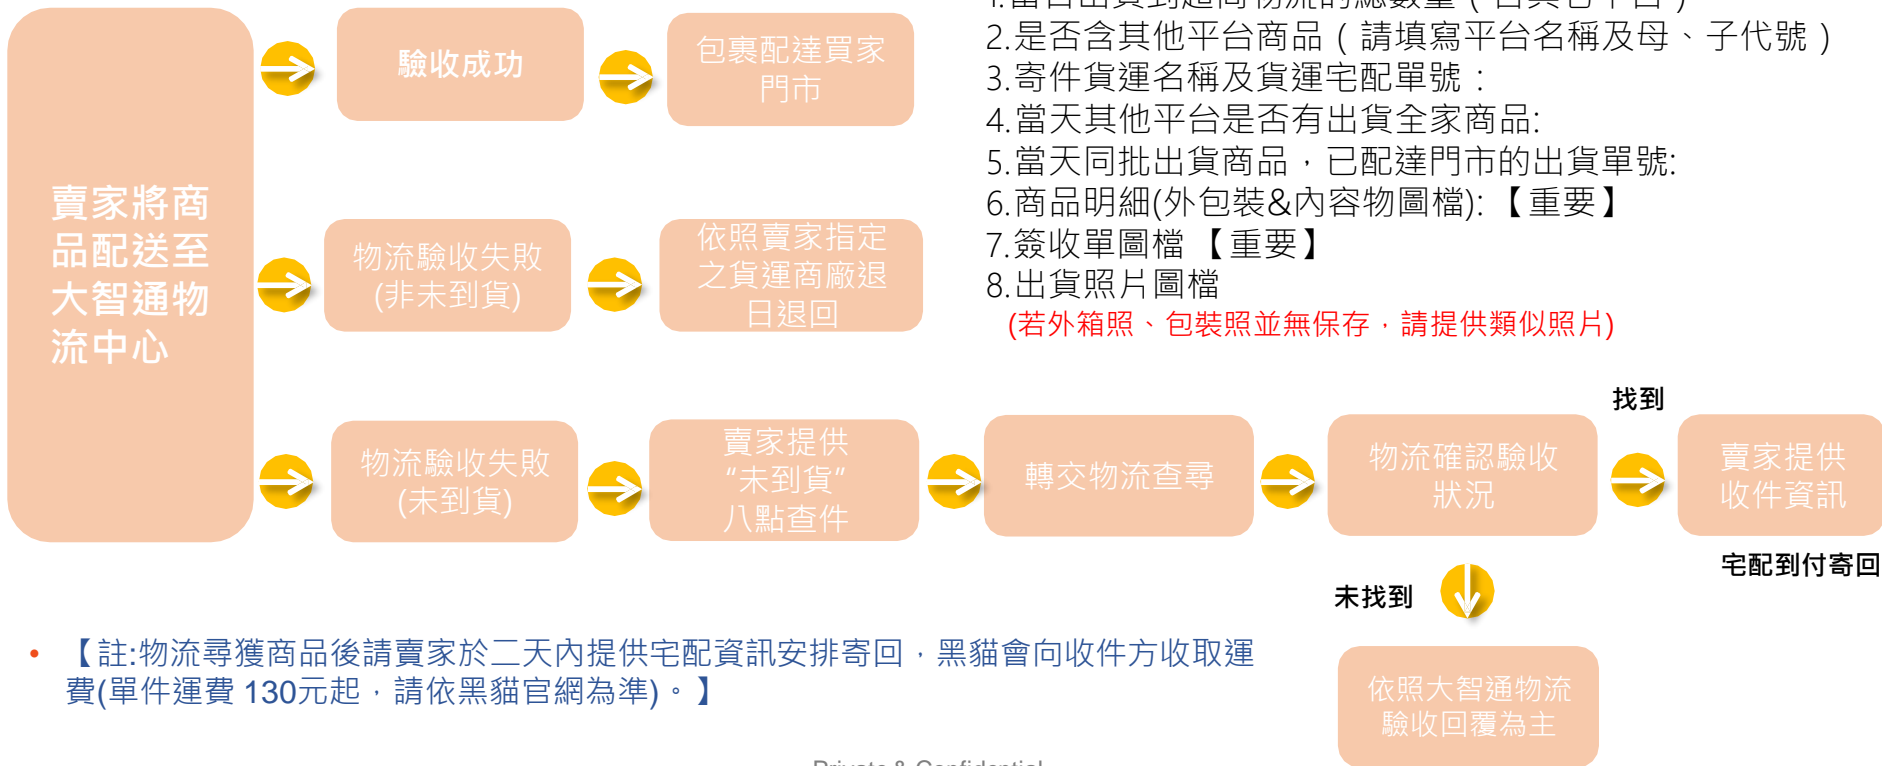 賣家將商
品配送至
大智通物
流中心
驗收成功
包裹配達買家
門市
物流驗收失敗
(非未到貨)
依照賣家指定
之貨運商廠退
日退回
物流驗收失敗
(未到貨)
賣家提供
“未到貨”
八點查件
轉交物流查尋
物流確認驗收
狀況
找到
賣家提供
收件資訊
宅配到付寄回
未找到
依照大智通物流
驗收回覆為主
2.是否含其他平台商品(請填寫平台名稱及母、子代號)
3.寄件貨運名稱及貨運宅配單號:
4.當天其他平台是否有出貨全家商品:
5.當天同批出貨商品,已配達門市的出貨單號:
6.商品明細(外包裝&內容物圖檔):【重要】
7.簽收單圖檔【重要】
8.出貨照片圖檔
(若外箱照、包裝照並無保存,請提供類似照片)
• 【註:物流尋獲商品後請賣家於二天內提供宅配資訊安排寄回,黑貓會向收件方收取運
費(單件運費 130元起,請依黑貓官網為準)。】
Private & Confidential